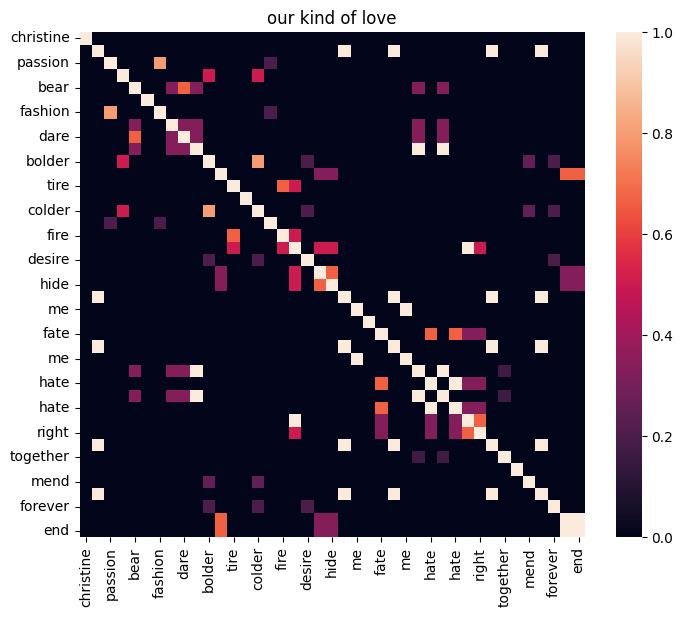 our kind of love
christine
passion
bear
fashion
dare
bolder
tire
colder
fire
desire
hide
me
fate
me
hate
hate
right
together
mend
forever
end
christine
passion
bear
fashion
dare
bolder
tire
colder
fire
desire
hide
me
fate
me
hate
hate
right
together
mend
forever
end
1.0
0.8
0.6
0.4
0.2
0.0